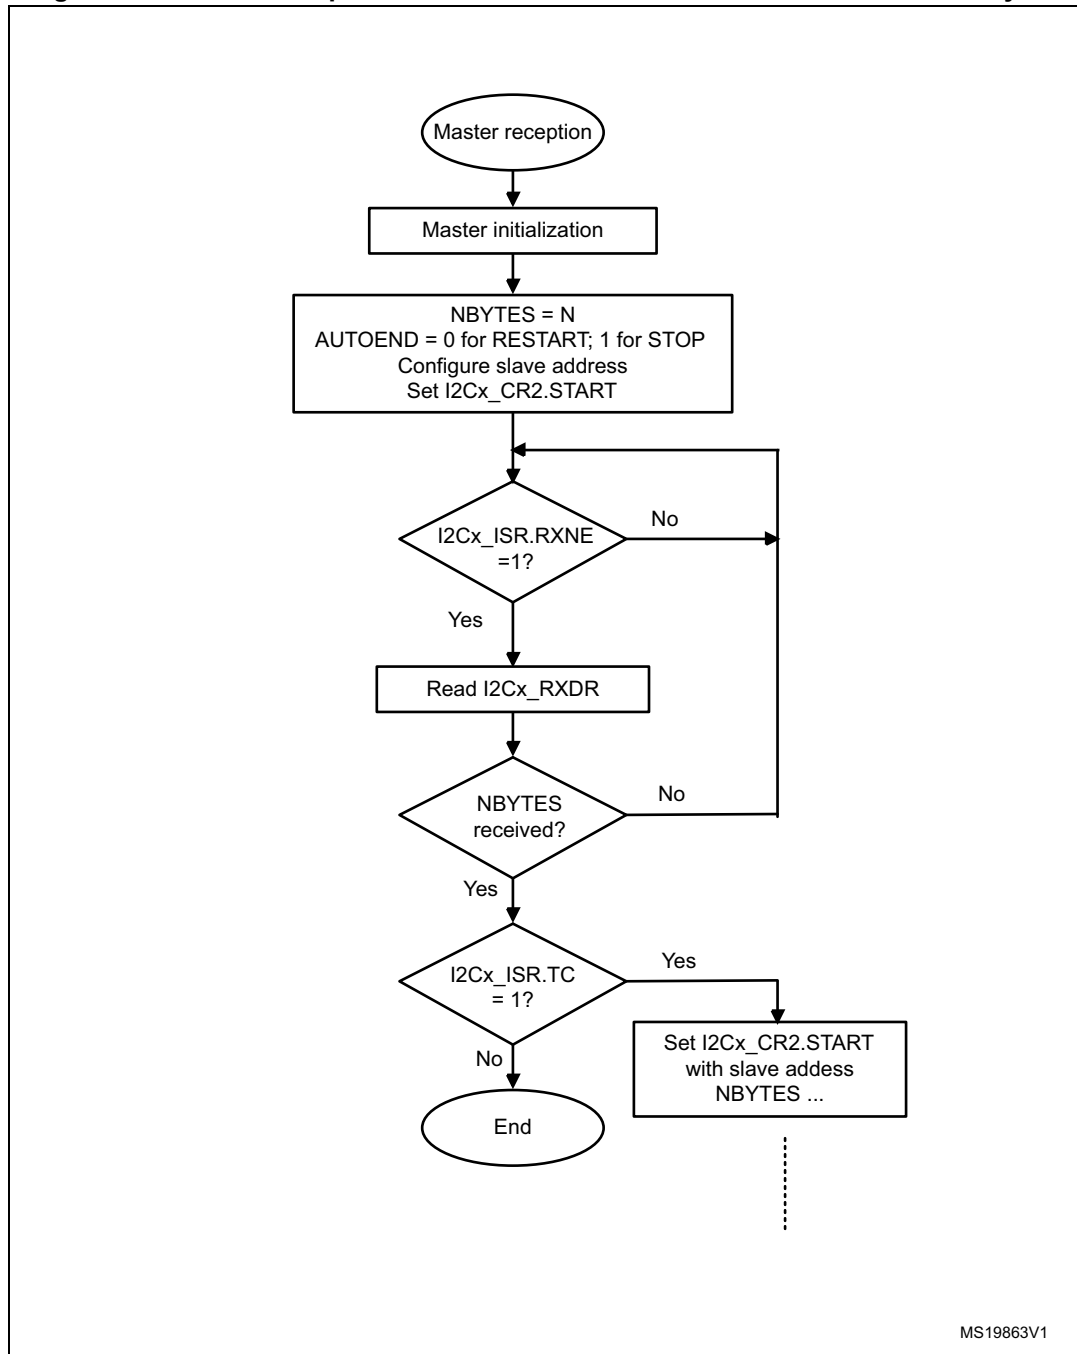 Master reception
Master initialization
NBYTES = N
AUTOEND = 0 for RESTART; 1 for STOP
Configure slave address
Set I2Cx_CR2.START
I2Cx_ISR.RXNE
=1?
No
Yes
Read I2Cx_RXDR
NBYTES
received?
No
Yes
I2Cx_ISR.TC
= 1?
Yes
Set I2Cx_CR2.START
with slave addess
NBYTES ...
No
End
MS19863V1